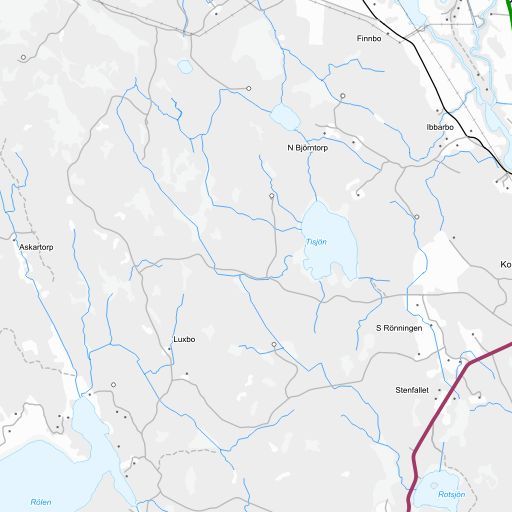 Finnbo
Ibbarbo
N Björntorp
Tisjön
Askartorp
Ko
S Rönningen
Luxbo
Stenfallet
Rotsjön
Rölen